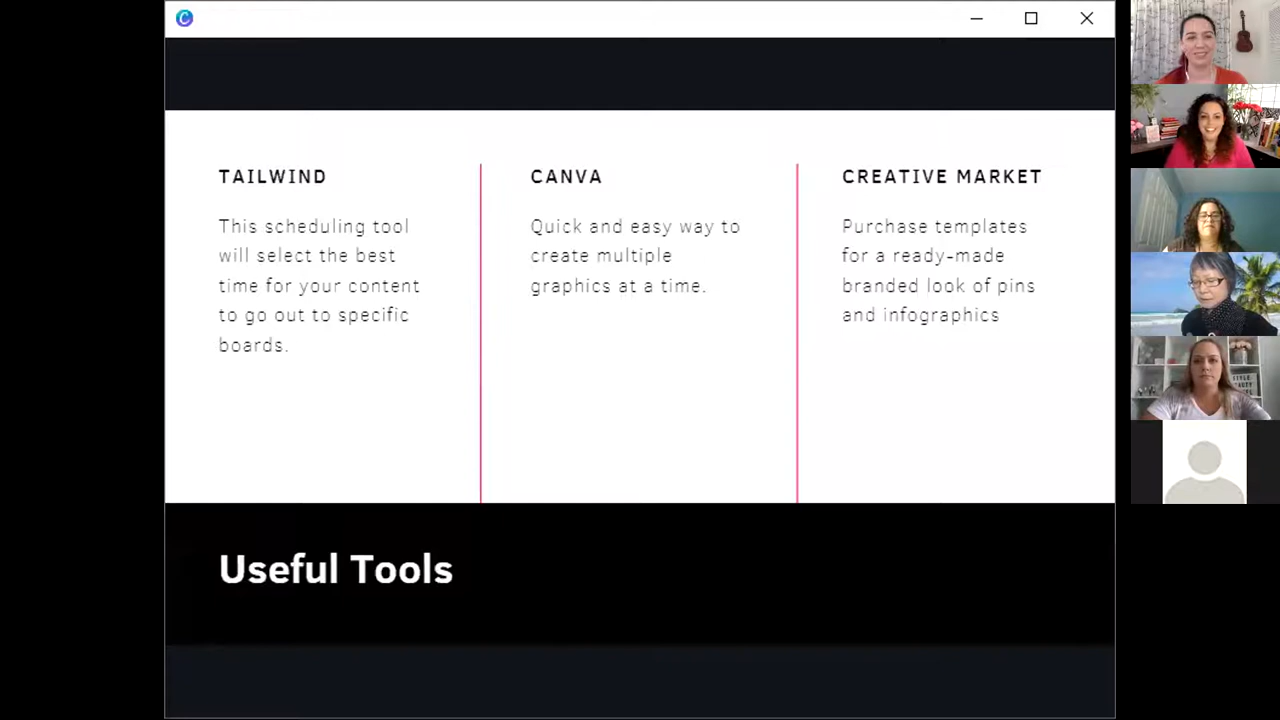 TAILWIND
This scheduling tool
will select the best
time for your content
to go out to specific
boards.
CANVA
Quick and easy way to
create multiple
graphics at a time.
CREATIVE MARKET
Purchase templates
for a ready-made
branded look of pins
and infographics
Useful Tools